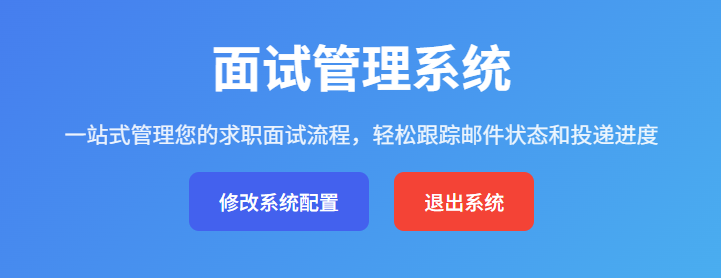 面试管理系统
一站式管理您的求职面试流程，轻松跟踪邮件状态和投递进度
修改系统配置 退出系统